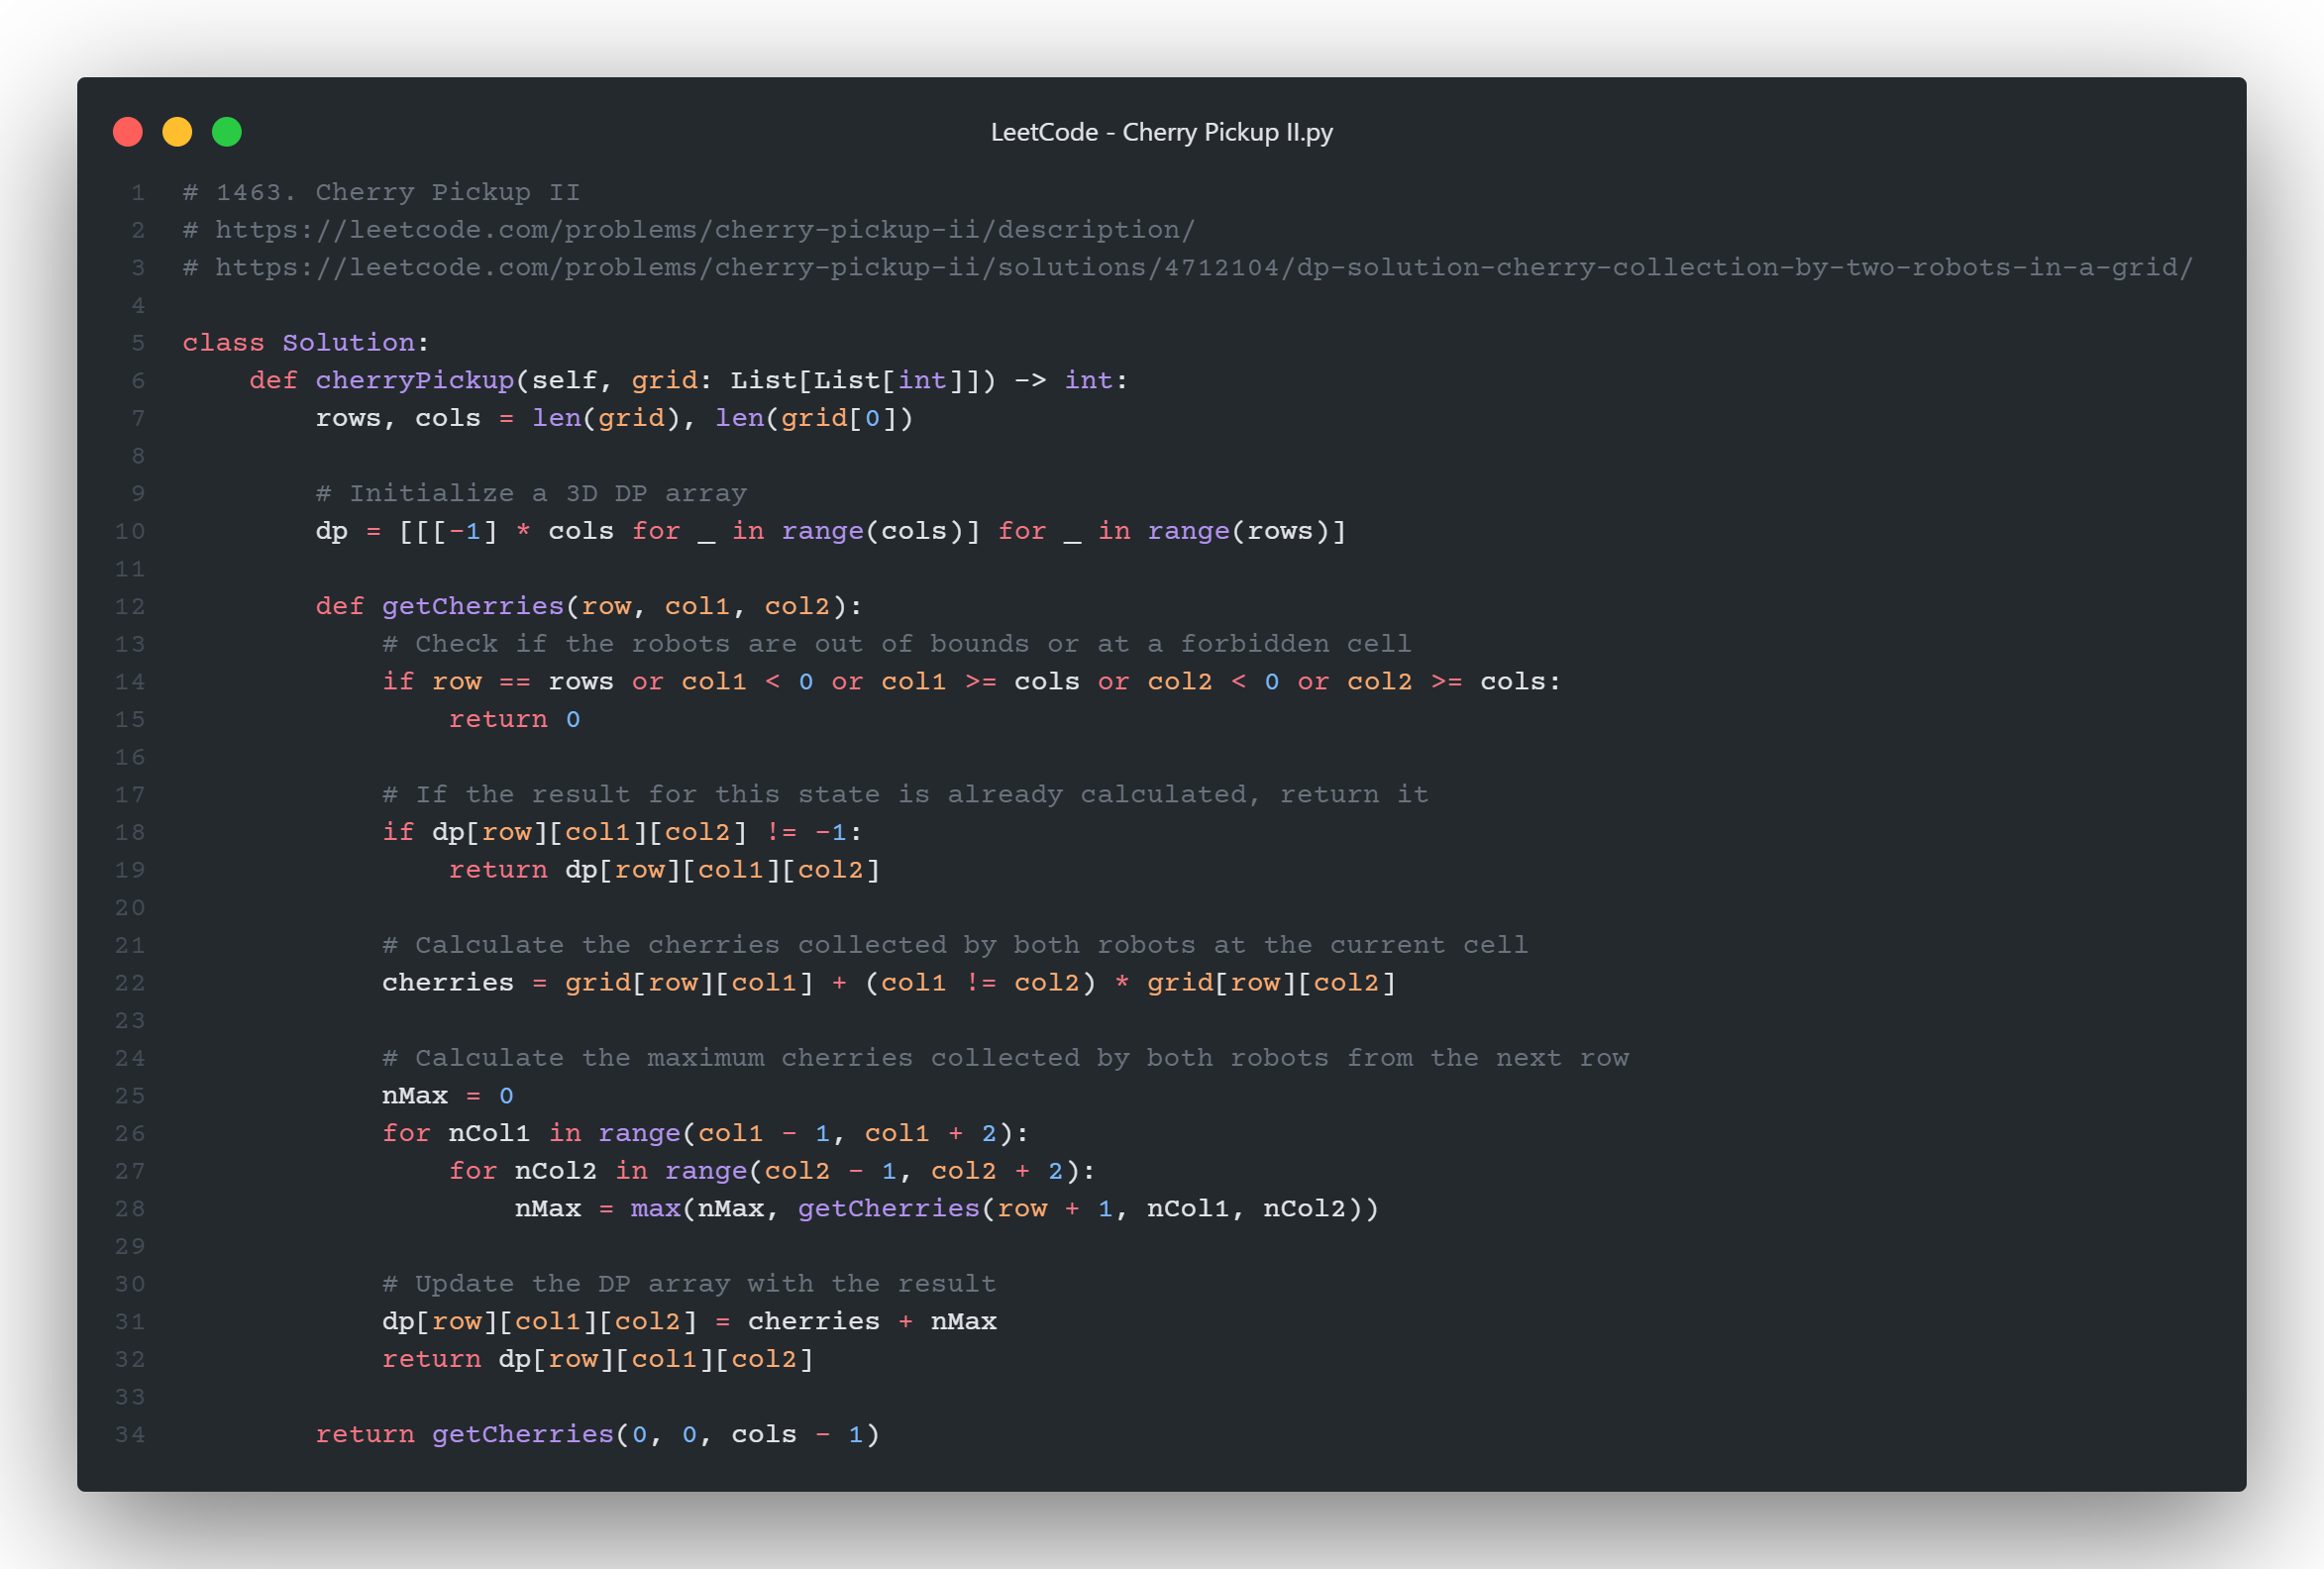 LeetCode - Cherry Pickup II.py
1 # 1463. Cherry Pickup II
2 # https://leetcode.com/problems/cherry-pickup-ii/description/
3 # https://leetcode.com/problems/cherry-pickup-ii/solutions/4712104/dp-solution-cherry-collection-by-two-robots-in-a-grid/
4
5 class Solution:
6     def cherryPickup(self, grid: List[List[int]]) -> int:
7         rows, cols = len(grid), len(grid[0])
8
9         # Initialize a 3D DP array
10         dp = [[[-1] * cols for _ in range(cols)] for _ in range(rows)]
11
12         def getCherries(row, col1, col2):
13             # Check if the robots are out of bounds or at a forbidden cell
14             if row == rows or col1 < 0 or col1 >= cols or col2 < 0 or col2 >= cols:
15                 return 0
16
17             # If the result for this state is already calculated, return it
18             if dp[row][col1][col2] != -1:
19                 return dp[row][col1][col2]
20
21             # Calculate the cherries collected by both robots at the current cell
22             cherries = grid[row][col1] + (col1 != col2) * grid[row][col2]
23
24             # Calculate the maximum cherries collected by both robots from the next row
25             nMax = 0
26             for nCol1 in range(col1 - 1, col1 + 2):
27                 for nCol2 in range(col2 - 1, col2 + 2):
28                     nMax = max(nMax, getCherries(row + 1, nCol1, nCol2))
29
30             # Update the DP array with the result
31             dp[row][col1][col2] = cherries + nMax
32             return dp[row][col1][col2]
33
34         return getCherries(0, 0, cols - 1)